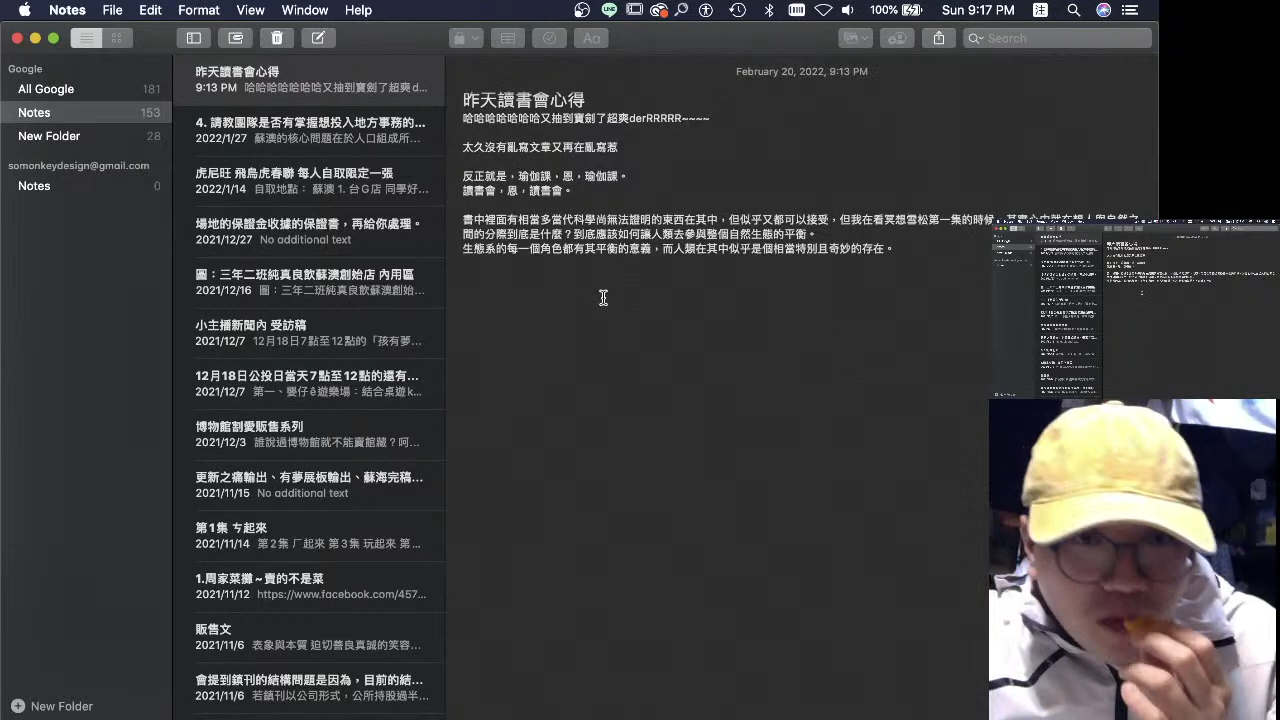 Notes File Edit Format View Window Help 100% Sun 9:17 PM 注
Search
Google
All Google 181
Notes 153
New Folder 28
somonkeydesign@gmail.com
Notes 0
New Folder
昨天讀書會心得
9:13 PM 哈哈哈哈哈哈哈又抽到寶劍了超爽d...
4. 請教團隊是否有掌握想投入地方事務的...
2022/1/27 蘇澳的核心問題在於人口組成所...
虎尼旺 飛鳥虎春聯 每人自取限定一張
2022/1/14 自取地點： 蘇澳 1. 台G店 同學好...
場地的保證金收據的保證書，再給你處理。
2021/12/27 No additional text
圖：三年二班純真良飲蘇澳創始店 內用區
2021/12/16 圖：三年二班純真良飲蘇澳創始...
小主播新聞內 受訪稿
2021/12/7 12月18日7點至12點的「孩有夢...
12月18日公投日當天7點至12點的還有...
2021/12/7 第一、嬰仔ê遊樂場：結合桌遊k...
博物館割愛販售系列
2021/12/3 誰說過博物館就不能賣館藏？呵...
更新之痛輸出、有夢展板輸出、蘇海完稿...
2021/11/15 No additional text
第1集 ㄘ起來
2021/11/14 第2集 ㄏ起來 第3集 玩起來 第...
1.周家菜攤~賣的不是菜
2021/11/12 https://www.facebook.com/457...
販售文
2021/11/6 表象與本質 迫切善良真誠的笑容...
會提到鎮刊的結構問題是因為，目前的結...
2021/11/6 若鎮刊以公司形式，公所持股過半...
February 20, 2022, 9:13 PM
昨天讀書會心得
哈哈哈哈哈哈哈又抽到寶劍了超爽derRRRRR~~~~
太久沒有亂寫文章又再在亂寫惹
反正就是，瑜伽課，恩，瑜伽課。
讀書會，恩，讀書會。
書中裡面有相當多當代科學尚無法證明的東西在其中，但似乎又都可以接受，但我在看冥想雪松第一集的時候，其實心中就在想人與自然之
間的分際到底是什麼？到底應該如何讓人類去參與整個自然生態的平衡。
生態系的每一個角色都有其平衡的意義，而人類在其中似乎是個相當特別且奇妙的存在。